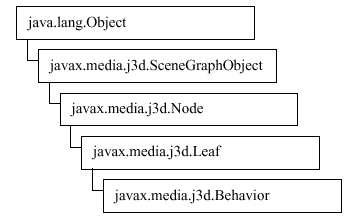 java.lang.Object
javax.media.j3d.SceneGraphObject
javax.media.j3d.Node
javax.media.j3d.Leaf
javax.media.j3d.Behavior